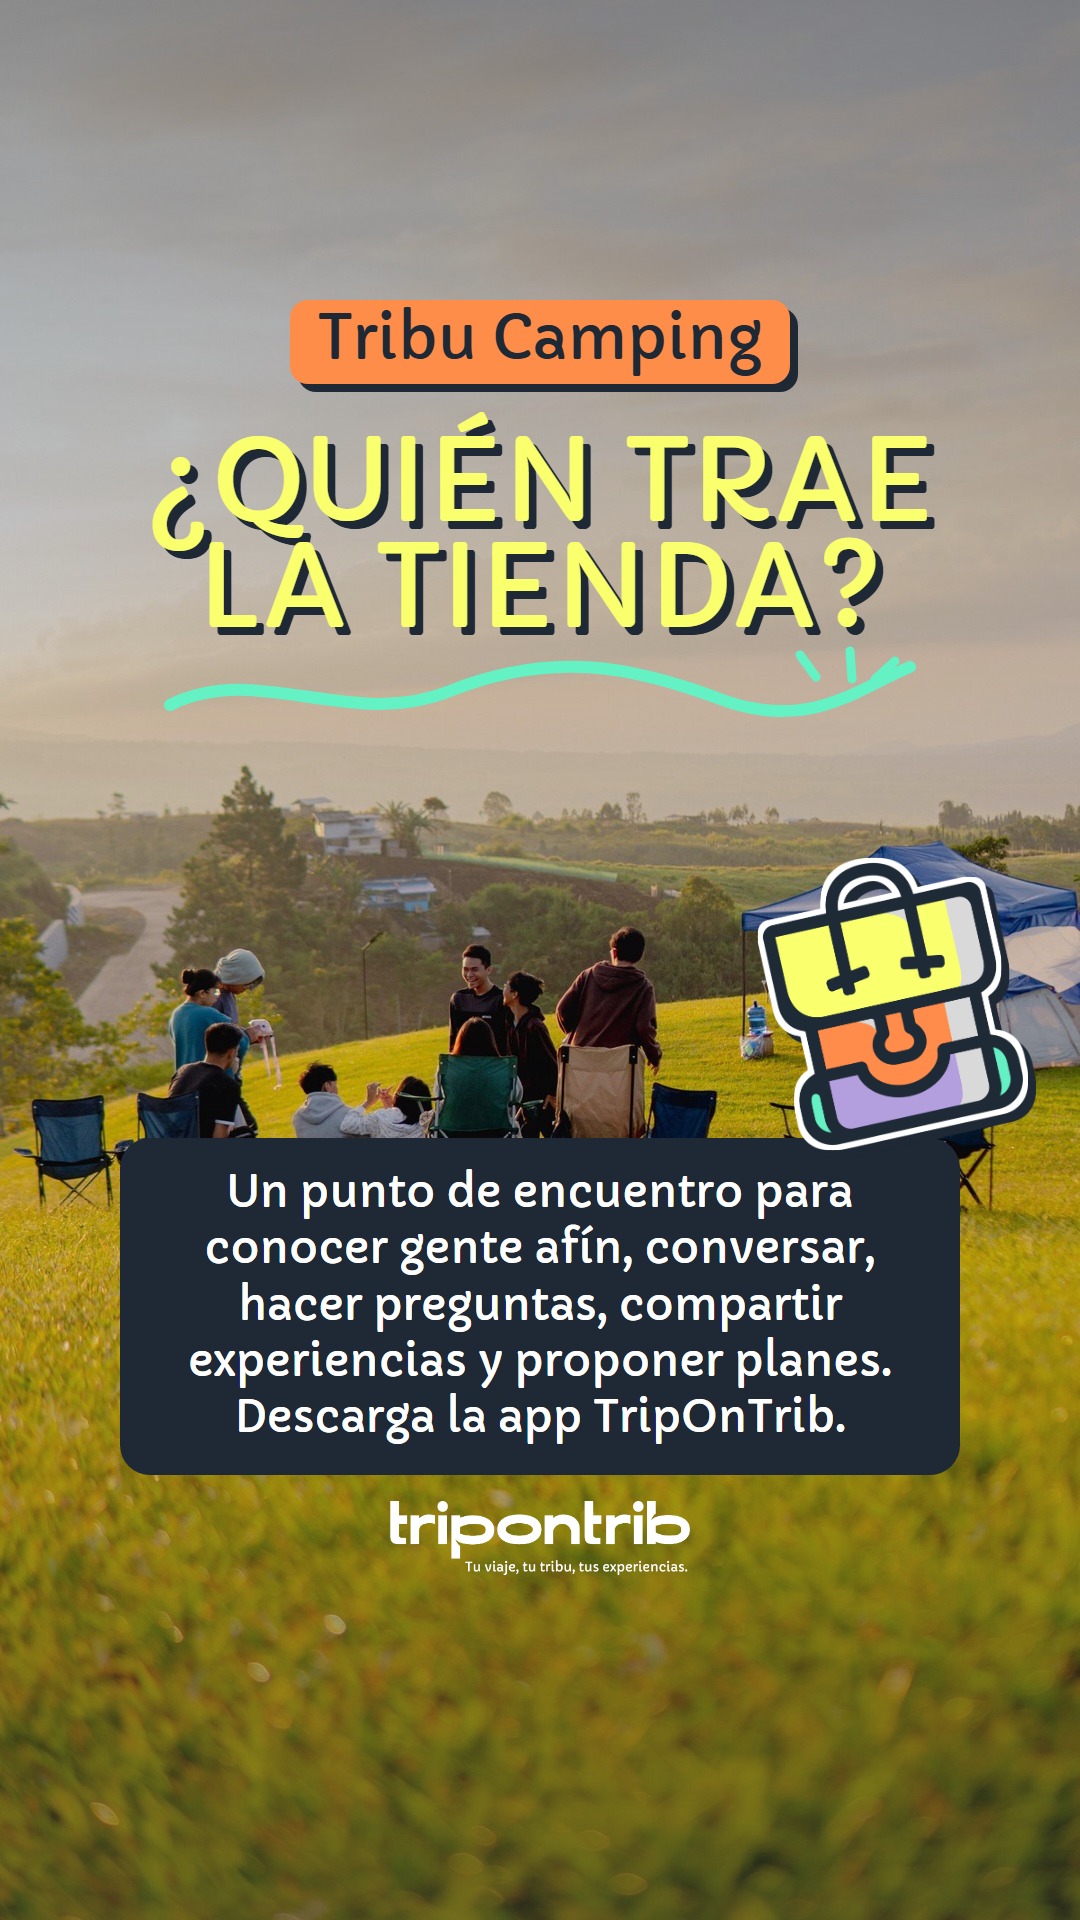 Tribu Camping
¿QUIÉN TRAE
LA TIENDA?
Un punto de encuentro para
conocer gente afín, conversar,
hacer preguntas, compartir
experiencias y proponer planes.
Descarga la app TripOnTrib.
tripontrib
Tu viaje, tu tribu, tus experiencias.